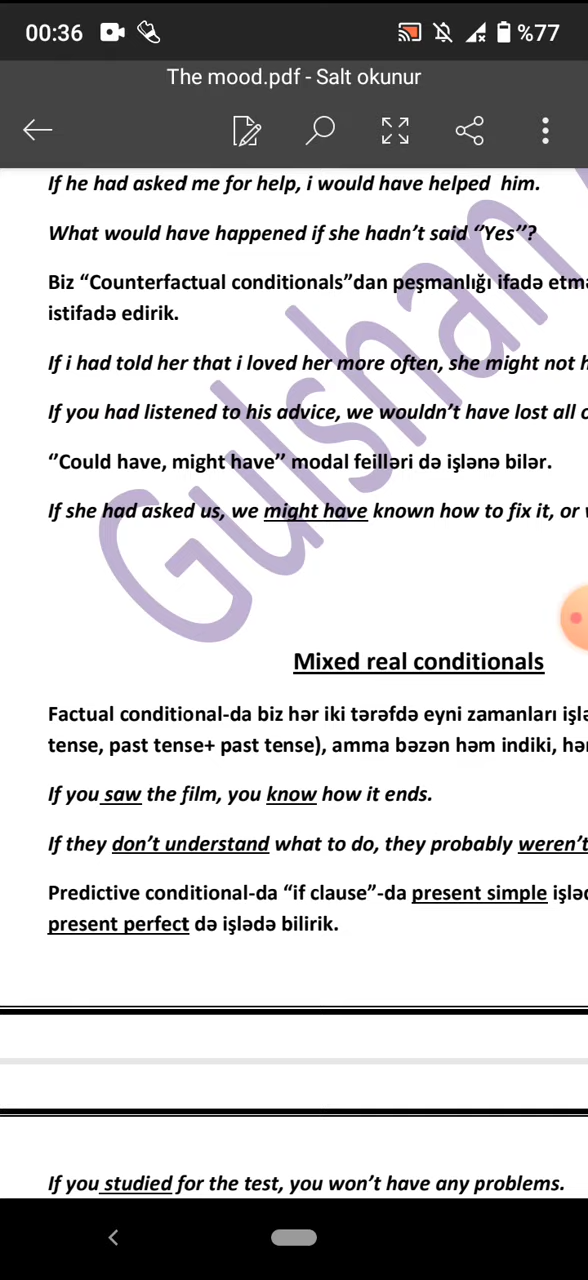 00:36 %77
The mood.pdf - Salt okunur
If he had asked me for help, i would have helped him.
What would have happened if she hadn't said "Yes"?
Biz "Counterfactual conditionals"dan peşmanlığı ifadə
istifadə edirik.
If i had told her that i loved her more often, she might not
If you had listened to his advice, we wouldn't have lost all
"Could have, might have" modal feilləri də işlənə bilər.
If she had asked us, we might have known how to fix it, or
Gulshan
Mixed real conditionals
Factual conditional-da biz hər iki tərəfdə eyni zamanları
tense, past tense+ past tense), amma bəzən həm indiki,
If you saw the film, you know how it ends.
If they don't understand what to do, they probably weren't
Predictive conditional-da "if clause"-da present simple
present perfect də işlədə bilirik.
If you studied for the test, you won't have any problems.